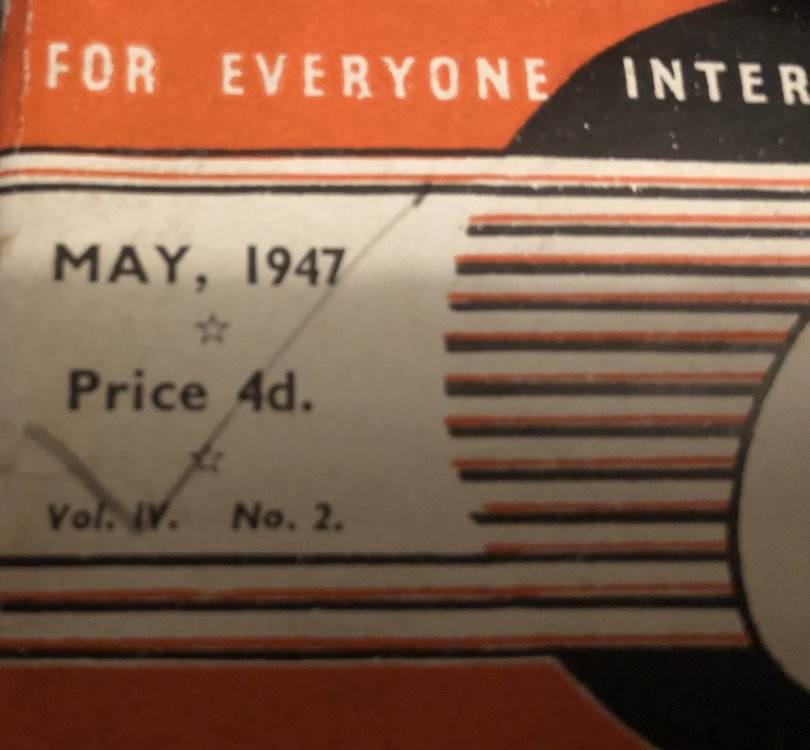 FOR EVERYONE INTER
MAY, 1947
☆
Price 4d.
☆
Vol. IV. No. 2.